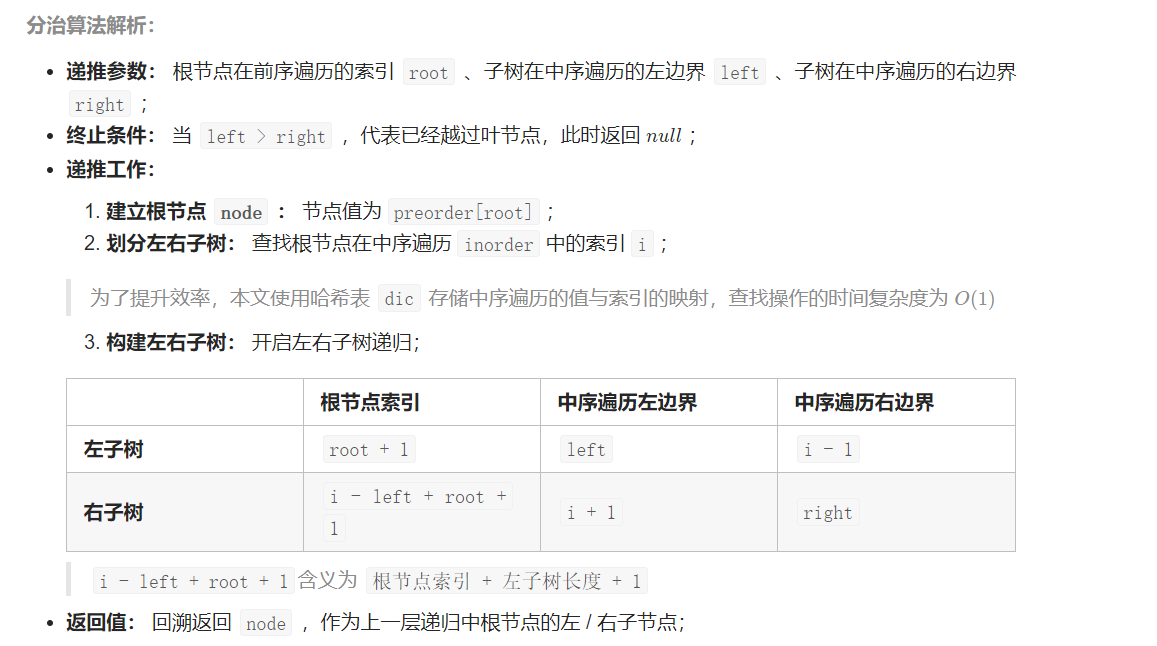 分治算法解析：
• 递推参数： 根节点在前序遍历的索引 root 、子树在中序遍历的左边界 left 、子树在中序遍历的右边界
right ；
• 终止条件： 当 left > right ，代表已经越过叶节点，此时返回 null ；
• 递推工作：
1. 建立根节点 node ： 节点值为 preorder[root] ；
2. 划分左右子树： 查找根节点在中序遍历 inorder 中的索引 i ；
为了提升效率，本文使用哈希表 dic 存储中序遍历的值与索引的映射，查找操作的时间复杂度为 O(1)
3. 构建左右子树： 开启左右子树递归；
根节点索引 中序遍历左边界 中序遍历右边界
左子树 root + 1 left i - 1
右子树 i - left + root +
1 i + 1 right
i - left + root + 1 含义为 根节点索引 + 左子树长度 + 1
• 返回值： 回溯返回 node ，作为上一层递归中根节点的左 / 右子节点；